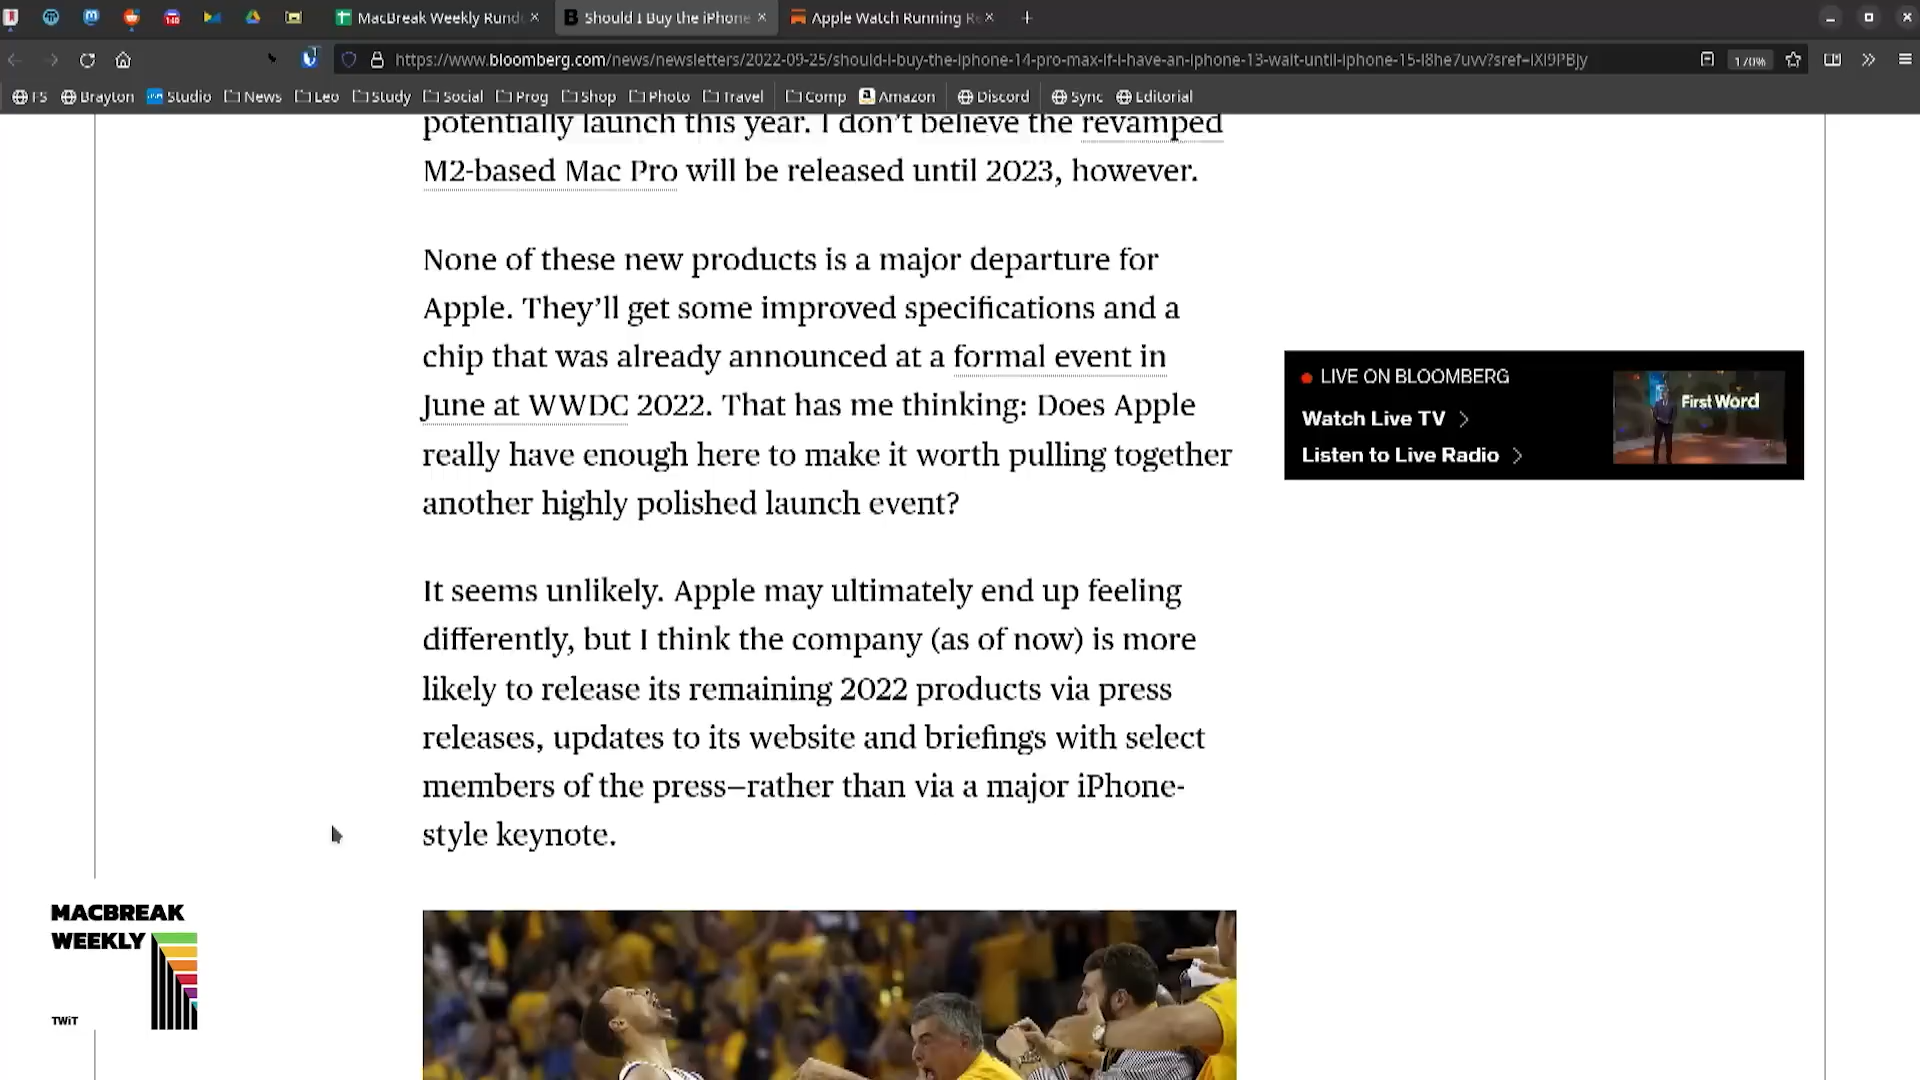 MacBreak Weekly Rund
Should I Buy the iPhone
Apple Watch Running Re
https://www.bloomberg.com/news/newsletters/2022-09-25/should-i-buy-the-iphone-14-pro-max-if-i-have-an-iphone-13-wait-until-iphone-15-l8he7uvv?sref=
170%
FS Brayton Studio News Leo Study Social Prog Shop Photo Travel Comp Amazon Discord Sync Editorial
potentially launch this year. I don't believe the revamped
M2-based Mac Pro will be released until 2023, however.
None of these new products is a major departure for
Apple. They'll get some improved specifications and a
chip that was already announced at a formal event in
June at WWDC 2022. That has me thinking: Does Apple
really have enough here to make it worth pulling together
another highly polished launch event?
LIVE ON BLOOMBERG
Watch Live TV
Listen to Live Radio
First Word
It seems unlikely. Apple may ultimately end up feeling
differently, but I think the company (as of now) is more
likely to release its remaining 2022 products via press
releases, updates to its website and briefings with select
members of the press—rather than via a major iPhone-
style keynote.
MACBREAK
WEEKLY
TWiT